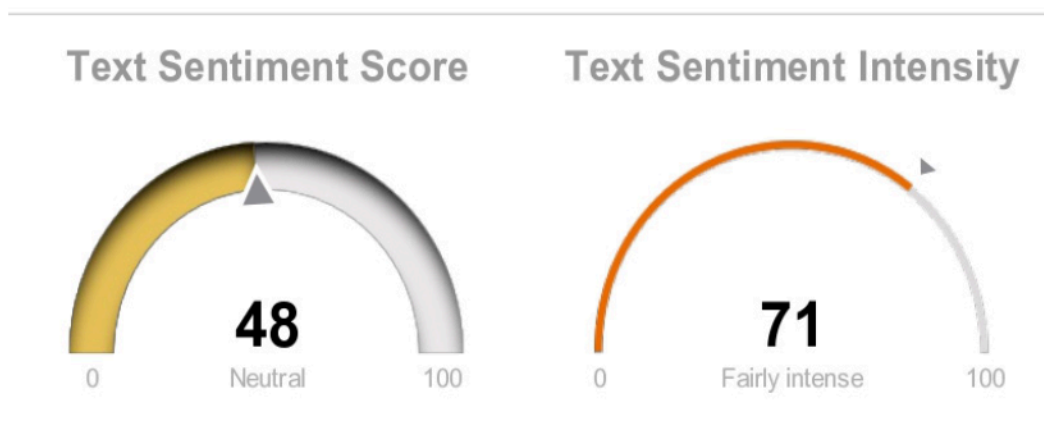 Text Sentiment Score
Text Sentiment Intensity
48
71
0 Neutral 100
0 Fairly intense 100